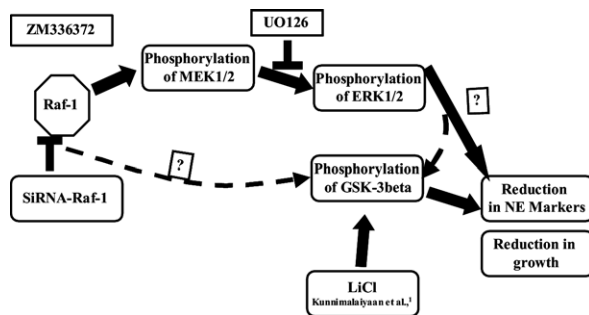 ZM336372
UO126
Phosphorylation
of MEK1/2
Phosphorylation
of ERK1/2
Raf-1
?
?
SiRNA-Raf-1
Phosphorylation
of GSK-3beta
Reduction
in NE Markers
Reduction in
growth
LiCl
Kunnimalaiyaan et al.,1